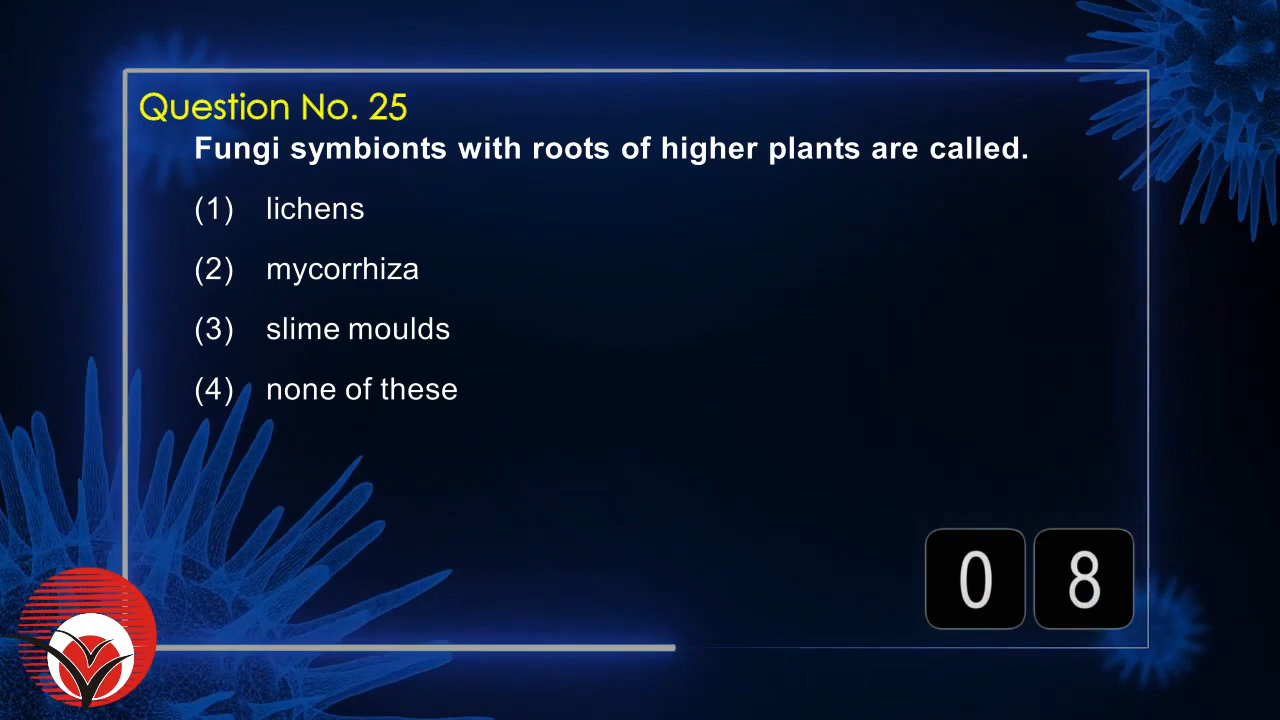 Question No. 25
Fungi symbionts with roots of higher plants are called.
(1) lichens
(2) mycorrhiza
(3) slime moulds
(4) none of these
0 8